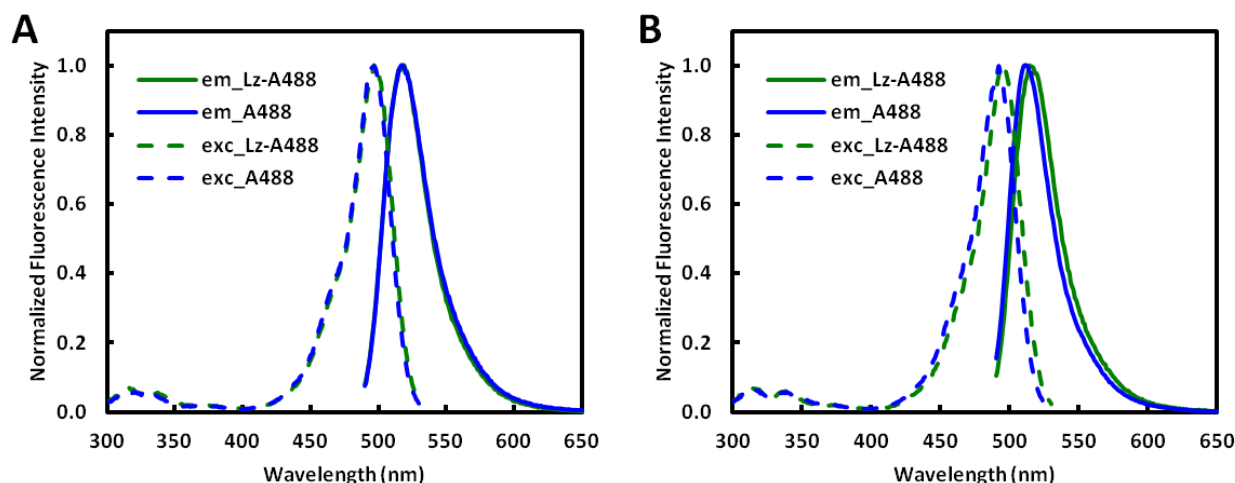 A
Normalized Fluorescence Intensity
1.0
0.8
0.6
0.4
0.2
0.0
em_Lz-A488
em_A488
exc_Lz-A488
exc_A488
300 350 400 450 500 550 600 650
Wavelength (nm)
B
Normalized Fluorescence Intensity
1.0
0.8
0.6
0.4
0.2
0.0
em_Lz-A488
em_A488
exc_Lz-A488
exc_A488
300 350 400 450 500 550 600 650
Wavelength (nm)